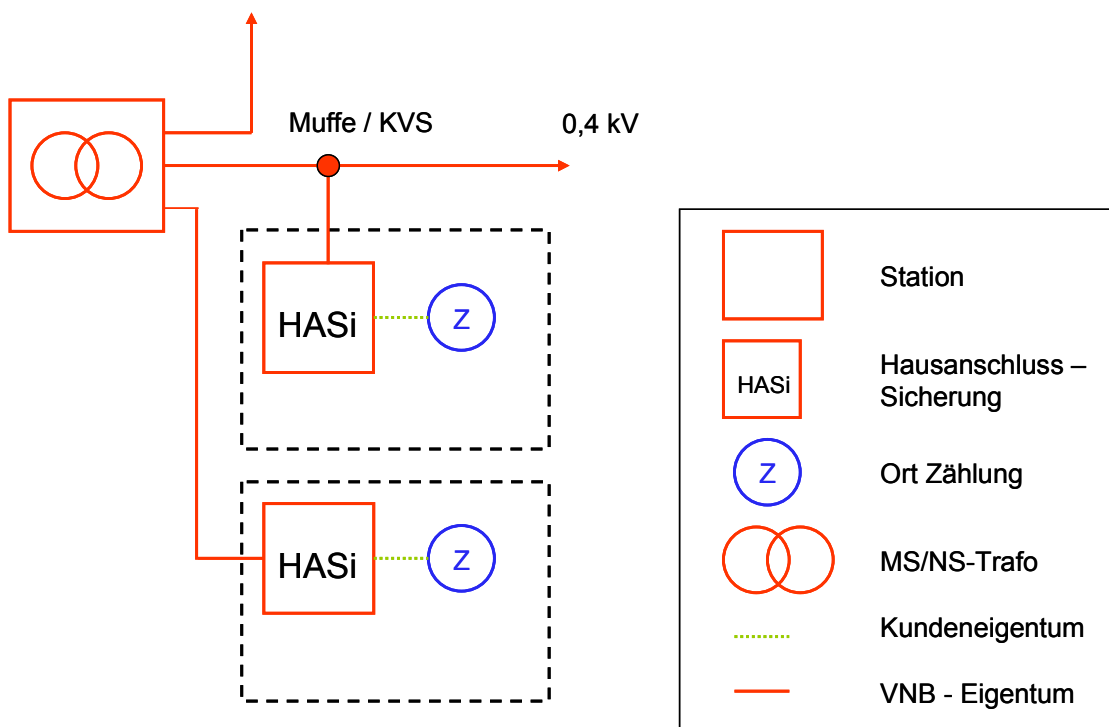 Muffe / KVS
0,4 kV
HASi
Z
HASi
Z
Station
HASi
Hausanschluss –
Sicherung
Z
Ort Zählung
MS/NS-Trafo
Kundeneigentum
VNB - Eigentum